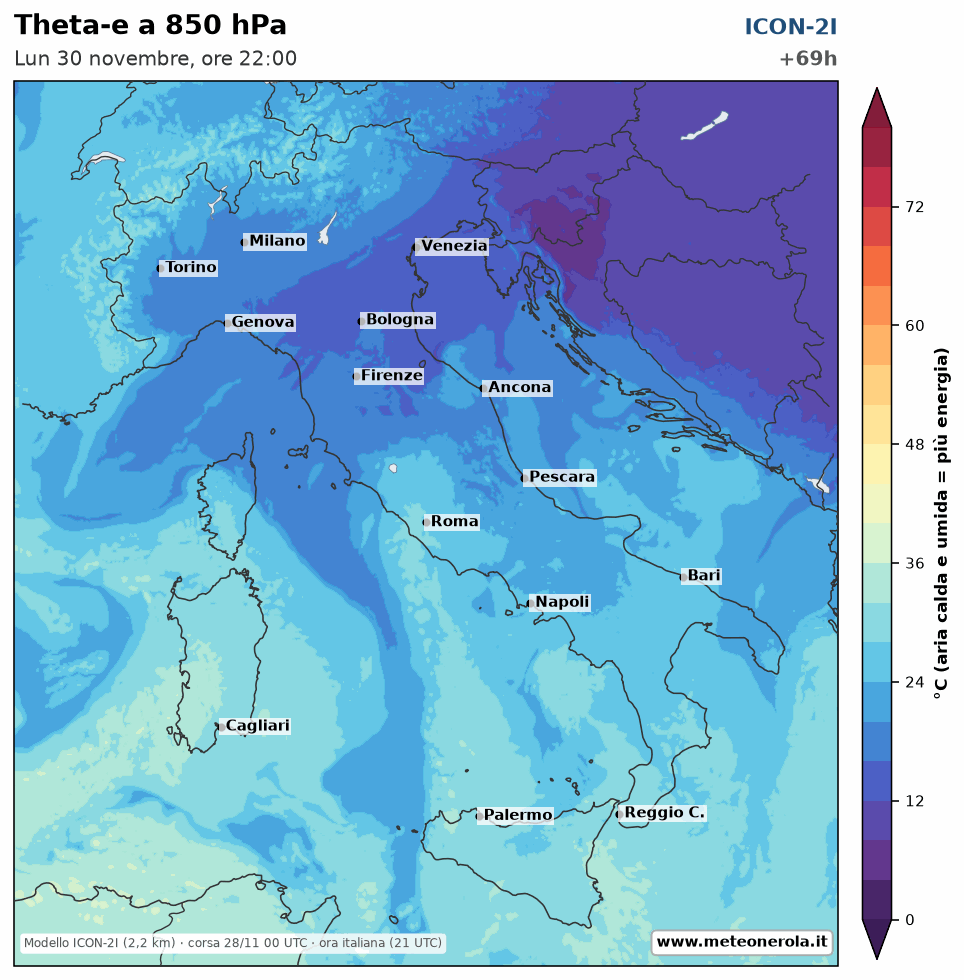 Theta-e a 850 hPa
ICON-2I
Lun 30 novembre, ore 22:00
+69h
Milano
Venezia
Torino
Genova
Bologna
Firenze
Ancona
Pescara
Roma
Bari
Napoli
Cagliari
Palermo
Reggio C.
72
60
48
36
24
12
0
°C (aria calda e umida = più energia)
Modello ICON-2I (2,2 km) · corsa 28/11 00 UTC · ora italiana (21 UTC)
www.meteonerola.it